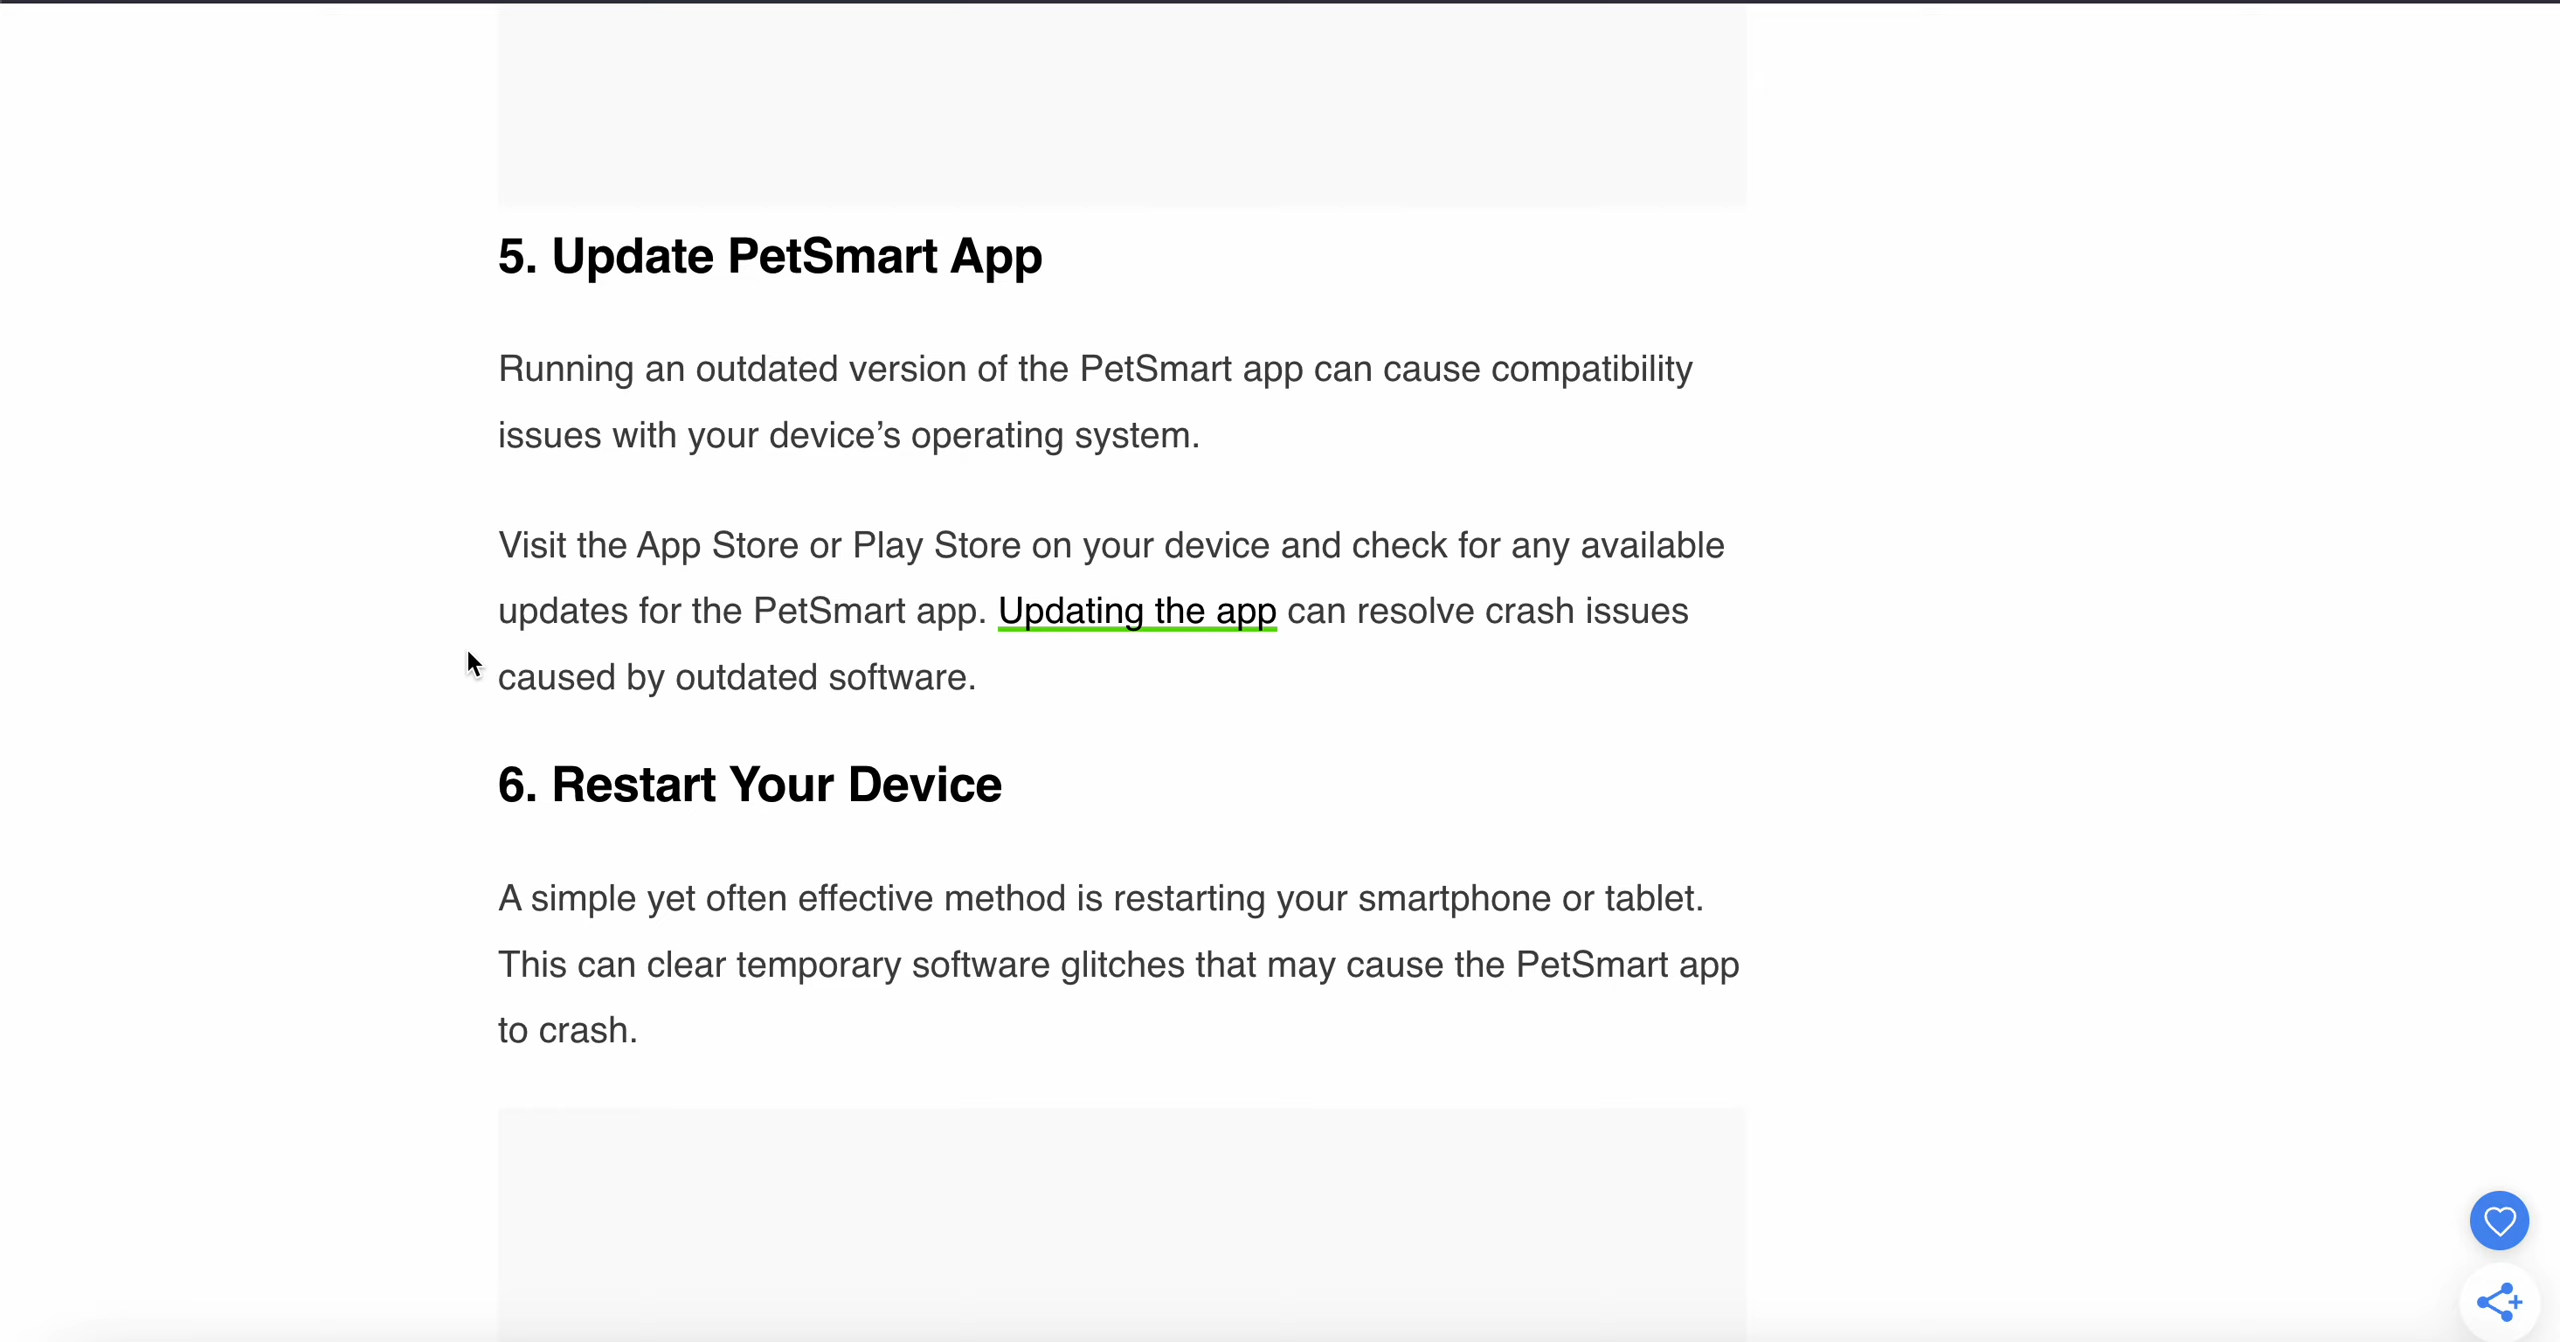 5. Update PetSmart App
Running an outdated version of the PetSmart app can cause compatibility
issues with your device’s operating system.
Visit the App Store or Play Store on your device and check for any available
updates for the PetSmart app. Updating the app can resolve crash issues
caused by outdated software.
6. Restart Your Device
A simple yet often effective method is restarting your smartphone or tablet.
This can clear temporary software glitches that may cause the PetSmart app
to crash.